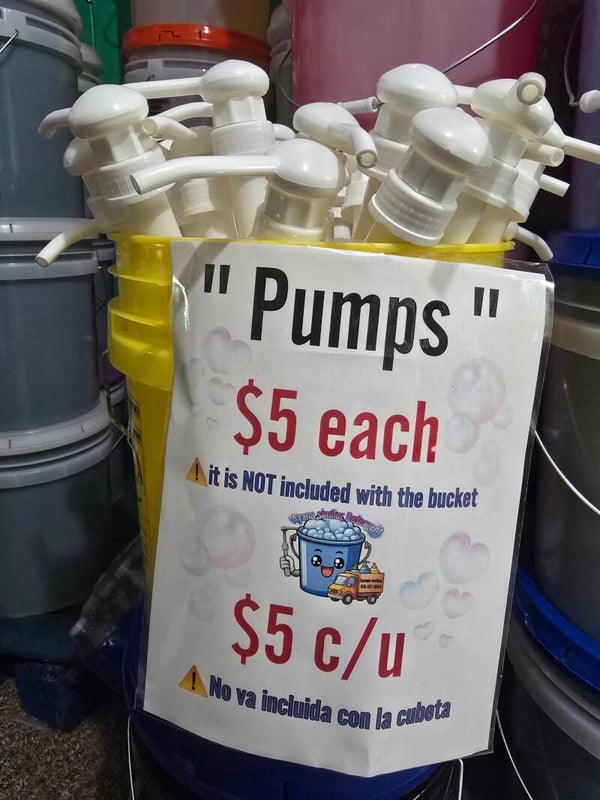 " Pumps "
$5 each
it is NOT included with the bucket
$5 c/u
No va incluida con la cubeta